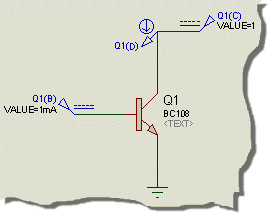 Q1(C)
VALUE=1
Q1(D)
Q1(B)
VALUE=1mA
Q1
BC108
<TEXT>